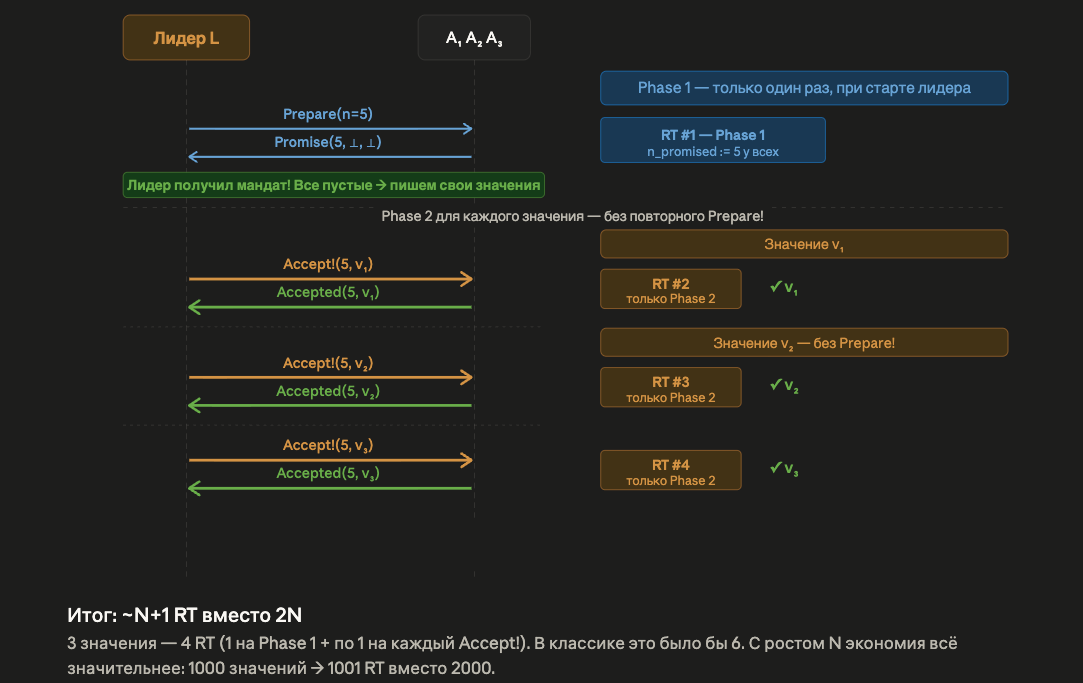 Лидер L
A₁ A₂ A₃
Phase 1 — только один раз, при старте лидера
Prepare(n=5)
Promise(5, ⊥, ⊥)
RT #1 — Phase 1
n_promised := 5 у всех
Лидер получил мандат! Все пустые → пишем свои значения
Phase 2 для каждого значения — без повторного Prepare!
Значение v₁
Accept!(5, v₁)
Accepted(5, v₁)
RT #2
только Phase 2
✓ v₁
Значение v₂ — без Prepare!
Accept!(5, v₂)
Accepted(5, v₂)
RT #3
только Phase 2
✓ v₂
Accept!(5, v₃)
Accepted(5, v₃)
RT #4
только Phase 2
✓ v₃
Итог: ~N+1 RT вместо 2N
3 значения — 4 RT (1 на Phase 1 + по 1 на каждый Accept!). В классике это было бы 6. С ростом N экономия всё
значительнее: 1000 значений → 1001 RT вместо 2000.